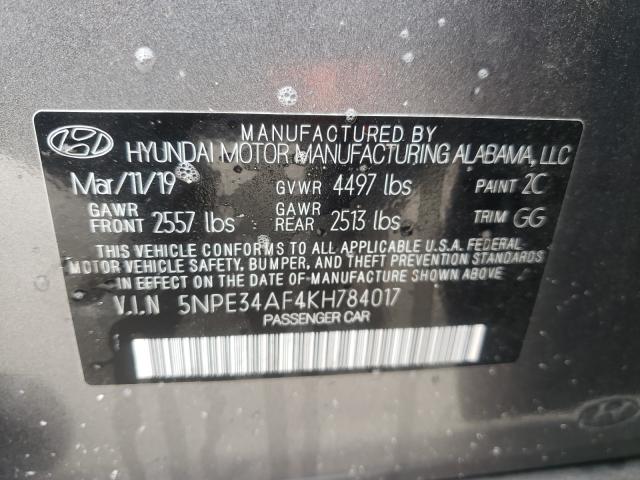 MANUFACTURED BY
HYUNDAI MOTOR MANUFACTURING ALABAMA, LLC
Mar/11/19 GVWR 4497 lbs PAINT 2C
GAWR FRONT 2557 lbs GAWR REAR 2513 lbs TRIM GG
THIS VEHICLE CONFORMS TO ALL APPLICABLE U.S.A. FEDERAL
MOTOR VEHICLE SAFETY, BUMPER, AND THEFT PREVENTION STANDARDS
IN EFFECT ON THE DATE OF-MANUFACTURE SHOWN ABOVE
V.I.N 5NPE34AF4KH784017
PASSENGER CAR